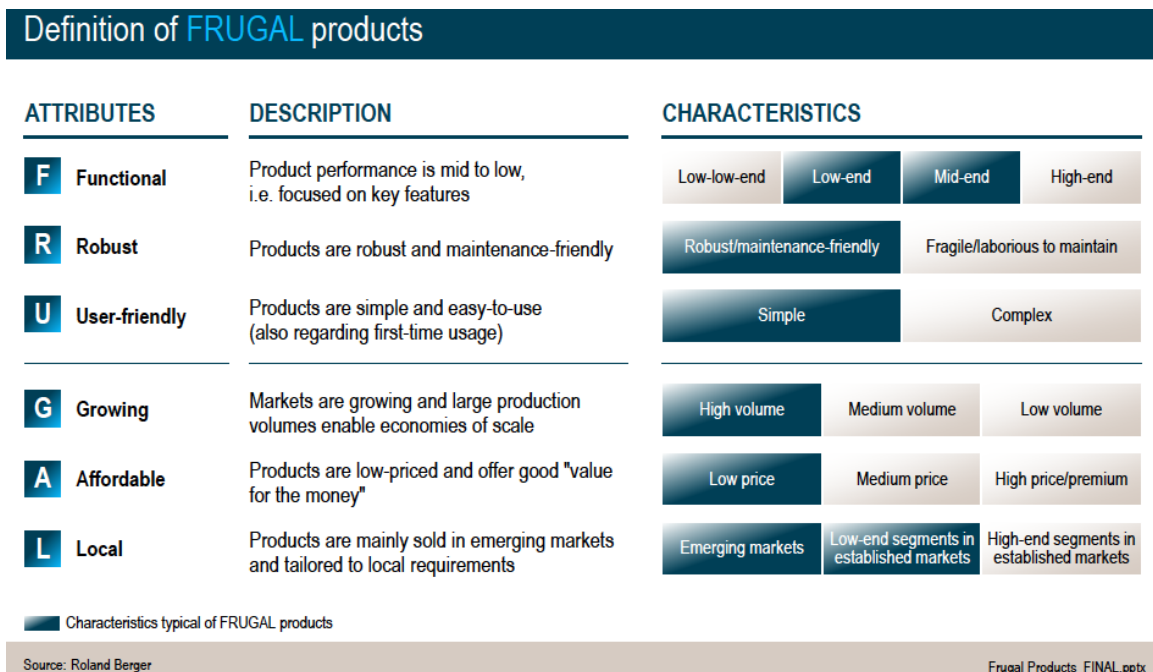 Definition of FRUGAL products
ATTRIBUTES
DESCRIPTION
CHARACTERISTICS
F
Functional
Product performance is mid to low,
i.e. focused on key features
Low-low-end
Low-end
Mid-end
High-end
R
Robust
Products are robust and maintenance-friendly
Robust/maintenance-friendly
Fragile/laborious to maintain
U
User-friendly
Products are simple and easy-to-use
(also regarding first-time usage)
Simple
Complex
G
Growing
Markets are growing and large production
volumes enable economies of scale
High volume
Medium volume
Low volume
A
Affordable
Products are low-priced and offer good "value
for the money"
Low price
Medium price
High price/premium
L
Local
Products are mainly sold in emerging markets
and tailored to local requirements
Emerging markets
Low-end segments in
established markets
High-end segments in
established markets
Characteristics typical of FRUGAL products
Source: Roland Berger
Frugal Products_FINAL.pptx